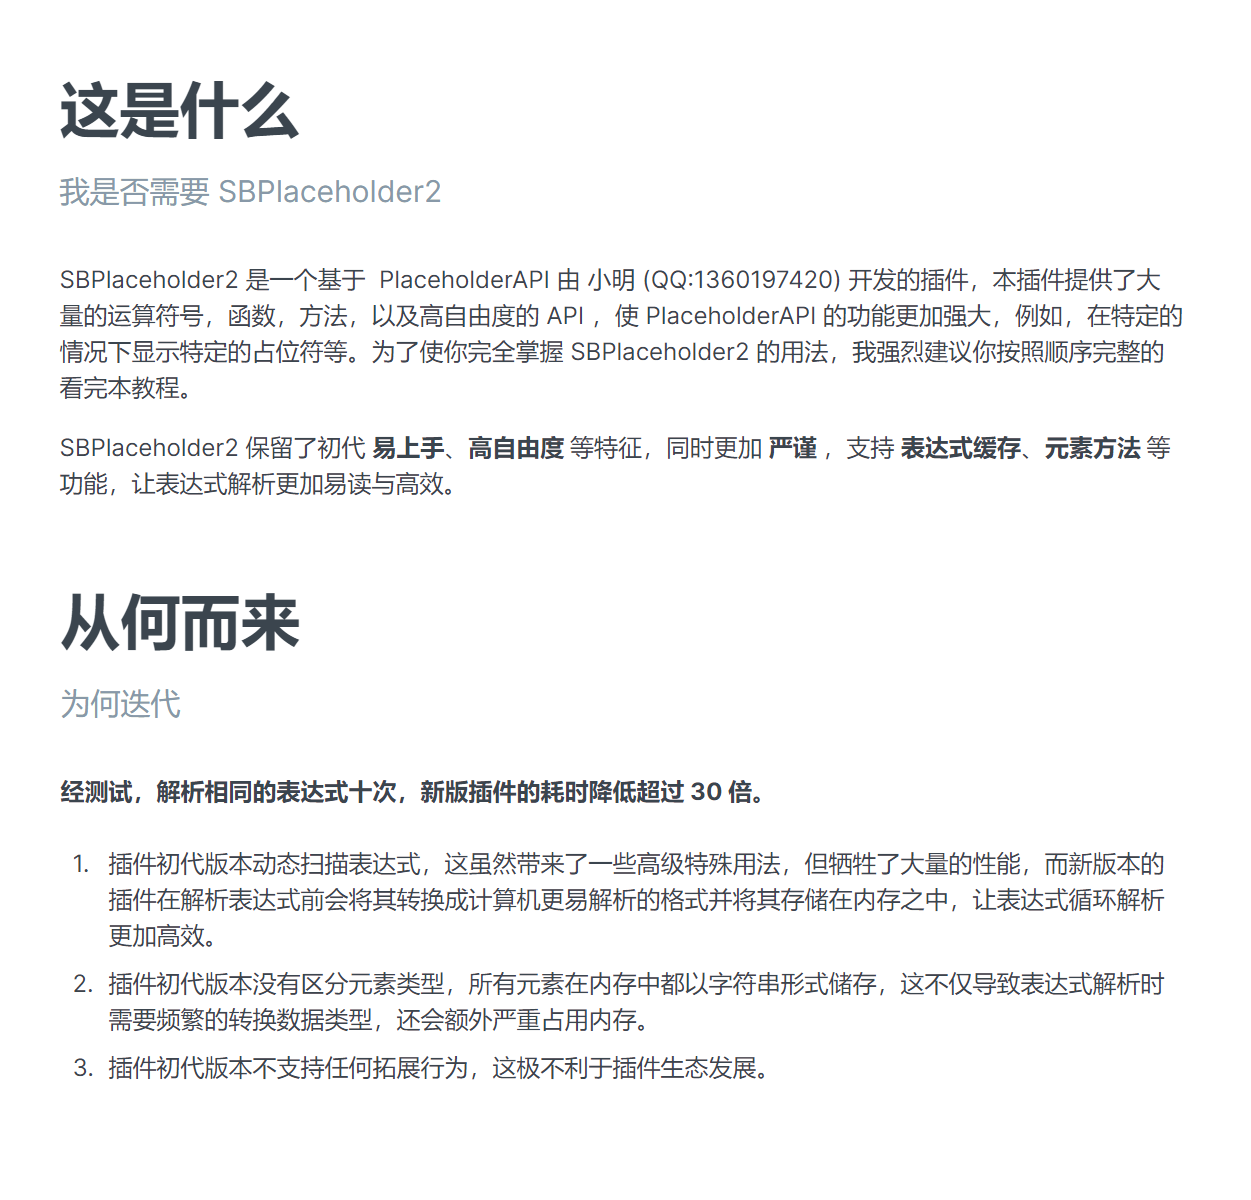 这是什么
我是否需要 SBPlaceholder2
SBPlaceholder2 是一个基于  PlaceholderAPI 由 小明 (QQ:1360197420) 开发的插件，本插件提供了大
量的运算符号，函数，方法，以及高自由度的 API ，使 PlaceholderAPI 的功能更加强大，例如，在特定的
情况下显示特定的占位符等。为了使你完全掌握 SBPlaceholder2 的用法，我强烈建议你按照顺序完整的
看完本教程。
SBPlaceholder2 保留了初代 易上手、高自由度 等特征，同时更加 严谨 ，支持 表达式缓存、元素方法 等
功能，让表达式解析更加易读与高效。
从何而来
为何迭代
经测试，解析相同的表达式十次，新版插件的耗时降低超过 30 倍。
1. 插件初代版本动态扫描表达式，这虽然带来了一些高级特殊用法，但牺牲了大量的性能，而新版本的
插件在解析表达式前会将其转换成计算机更易解析的格式并将其存储在内存之中，让表达式循环解析
更加高效。
2. 插件初代版本没有区分元素类型，所有元素在内存中都以字符串形式储存，这不仅导致表达式解析时
需要频繁的转换数据类型，还会额外严重占用内存。
3. 插件初代版本不支持任何拓展行为，这极不利于插件生态发展。